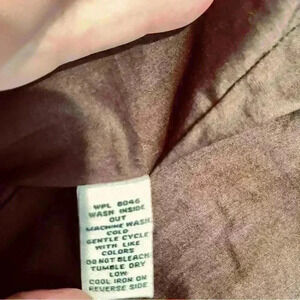 WPL 8046
WASH INSIDE
OUT
MACHINE WASH
COLD
GENTLE CYCLE
WITH LIKE
COLORS
DO NOT BLEACH
TUMBLE DRY
LOW
COOL IRON ON
REVERSE SIDE